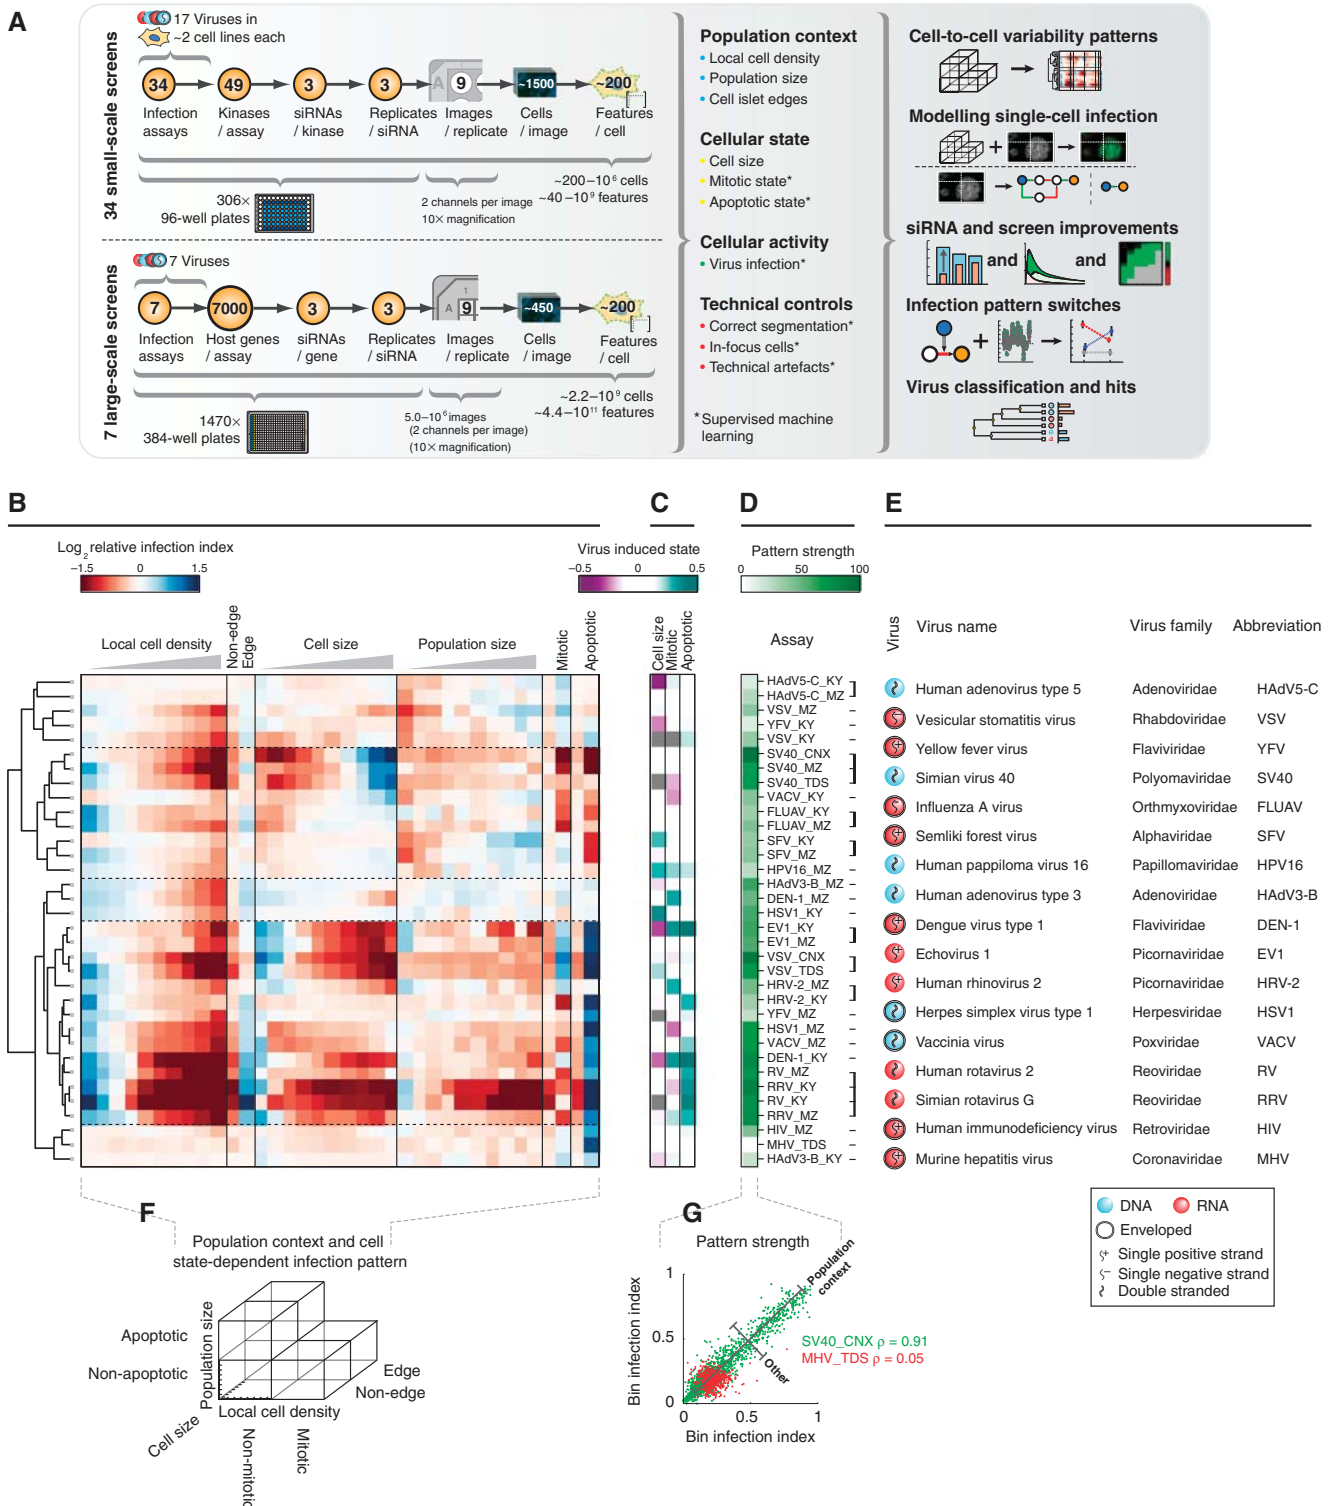 A
34 small-scale screens
17 Viruses in
~2 cell lines each
34
49
3
3
A
9
~1500
~200
Infection
assays
Kinases
/ assay
siRNAs
/ kinase
Replicates
/ siRNA
Images
/ replicate
Cells
/ image
Features
/ cell
306×
96-well plates
2 channels per image
10× magnification
~200–10⁶ cells
~40–10⁹ features
7 large-scale screens
7 Viruses
7
7000
3
3
1
A
9
~450
~200
Infection
assays
Host genes
/ assay
siRNAs
/ gene
Replicates
/ siRNA
Images
/ replicate
Cells
/ image
Features
/ cell
1470×
384-well plates
5.0–10⁶ images
(2 channels per image)
(10× magnification)
~2.2–10⁹ cells
~4.4–10¹¹ features
Population context
• Local cell density
• Population size
• Cell islet edges
Cellular state
• Cell size
• Mitotic state*
• Apoptotic state*
Cellular activity
• Virus infection*
Technical controls
• Correct segmentation*
• In-focus cells*
• Technical artefacts*
* Supervised machine
learning
Cell-to-cell variability patterns
Modelling single-cell infection
siRNA and screen improvements
and
and
Infection pattern switches
Virus classification and hits
B
Log₂ relative infection index
−1.5 0 1.5
Local cell density
Non-edge
Edge
Cell size
Population size
Mitotic
Apoptotic
C
Virus induced state
−0.5 0 0.5
Cell size
Mitotic
Apoptotic
D
Pattern strength
0 50 100
Assay
HAdV5-C_KY
HAdV5-C_MZ
VSV_MZ
YFV_KY
VSV_KY
SV40_CNX
SV40_MZ
SV40_TDS
VACV_KY
FLUAV_KY
FLUAV_MZ
SFV_KY
SFV_MZ
HPV16_MZ
HAdV3-B_MZ
DEN-1_MZ
HSV1_KY
EV1_KY
EV1_MZ
VSV_CNX
VSV_TDS
HRV-2_MZ
HRV-2_KY
YFV_MZ
HSV1_MZ
VACV_MZ
DEN-1_KY
RV_MZ
RRV_KY
RV_KY
RRV_MZ
HIV_MZ
MHV_TDS
HAdV3-B_KY
E
Virus Virus name Virus family Abbreviation
Human adenovirus type 5 Adenoviridae HAdV5-C
Vesicular stomatitis virus Rhabdoviridae VSV
Yellow fever virus Flaviviridae YFV
Simian virus 40 Polyomaviridae SV40
Influenza A virus Orthmyxoviridae FLUAV
Semliki forest virus Alphaviridae SFV
Human pappiloma virus 16 Papillomaviridae HPV16
Human adenovirus type 3 Adenoviridae HAdV3-B
Dengue virus type 1 Flaviviridae DEN-1
Echovirus 1 Picornaviridae EV1
Human rhinovirus 2 Picornaviridae HRV-2
Herpes simplex virus type 1 Herpesviridae HSV1
Vaccinia virus Poxviridae VACV
Human rotavirus 2 Reoviridae RV
Simian rotavirus G Reoviridae RRV
Human immunodeficiency virus Retroviridae HIV
Murine hepatitis virus Coronaviridae MHV
DNA RNA
Enveloped
Single positive strand
Single negative strand
Double stranded
F
Population context and cell
state-dependent infection pattern
Apoptotic
Non-apoptotic
Population size
Cell size
Local cell density
Edge
Non-edge
Non-mitotic
Mitotic
G
Pattern strength
Bin infection index
1
0.5
0
0 0.5 1
Bin infection index
Population
context
Other
SV40_CNX ρ = 0.91
MHV_TDS ρ = 0.05